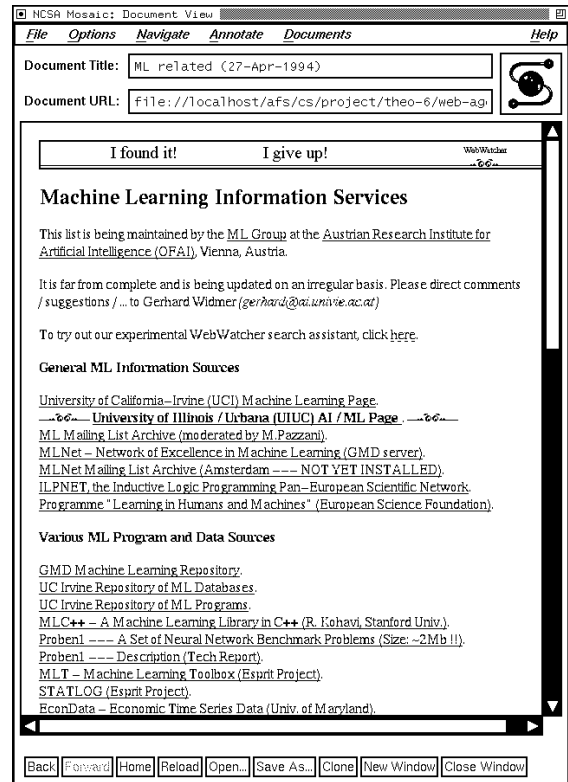 NCSA Mosaic: Document View
File Options Navigate Annotate Documents Help
Document Title: ML related (27-Apr-1994)
Document URL: file://localhost/afs/cs/project/theo-6/web-ag
I found it! I give up! WebWatcher
Machine Learning Information Services
This list is being maintained by the ML Group at the Austrian Research Institute for
Artificial Intelligence (OFAI), Vienna, Austria.
It is far from complete and is being updated on an irregular basis. Please direct comments
/ suggestions / ... to Gerhard Widmer (gerhard@ai.univie.ac.at)
To try out our experimental WebWatcher search assistant, click here.
General ML Information Sources
University of California–Irvine (UCI) Machine Learning Page.
University of Illinois / Urbana (UIUC) AI / ML Page .
ML Mailing List Archive (moderated by M.Pazzani).
MLNet – Network of Excellence in Machine Learning (GMD server).
MLNet Mailing List Archive (Amsterdam --- NOT YET INSTALLED).
ILPNET, the Inductive Logic Programming Pan–European Scientific Network.
Programme "Learning in Humans and Machines" (European Science Foundation).
Various ML Program and Data Sources
GMD Machine Learning Repository.
UC Irvine Repository of ML Databases.
UC Irvine Repository of ML Programs.
MLC++ – A Machine Learning Library in C++ (R. Kohavi, Stanford Univ.).
Proben1 --- A Set of Neural Network Benchmark Problems (Size: ~2Mb !!).
Proben1 --- Description (Tech Report).
MLT – Machine Learning Toolbox (Esprit Project).
STATLOG (Esprit Project).
EconData – Economic Time Series Data (Univ. of Maryland).
Back Forward Home Reload Open... Save As... Clone New Window Close Window